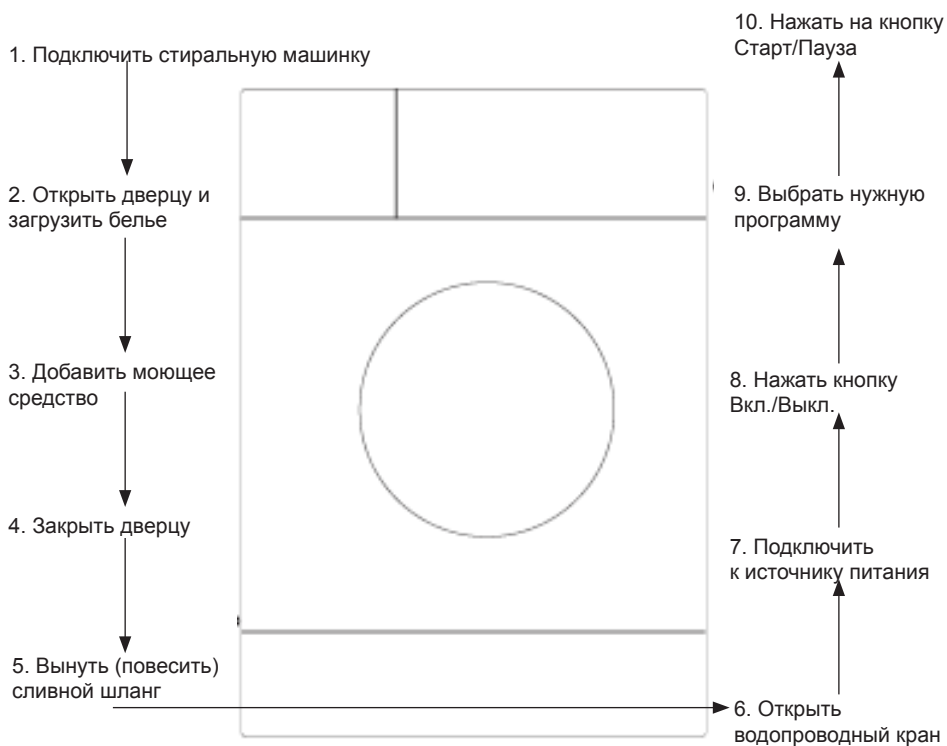 1. Подключить стиральную машинку
2. Открыть дверцу и
загрузить белье
3. Добавить моющее
средство
4. Закрыть дверцу
5. Вынуть (повесить)
сливной шланг
6. Открыть
водопроводный кран
7. Подключить
к источнику питания
8. Нажать кнопку
Вкл./Выкл.
9. Выбрать нужную
программу
10. Нажать на кнопку
Старт/Пауза